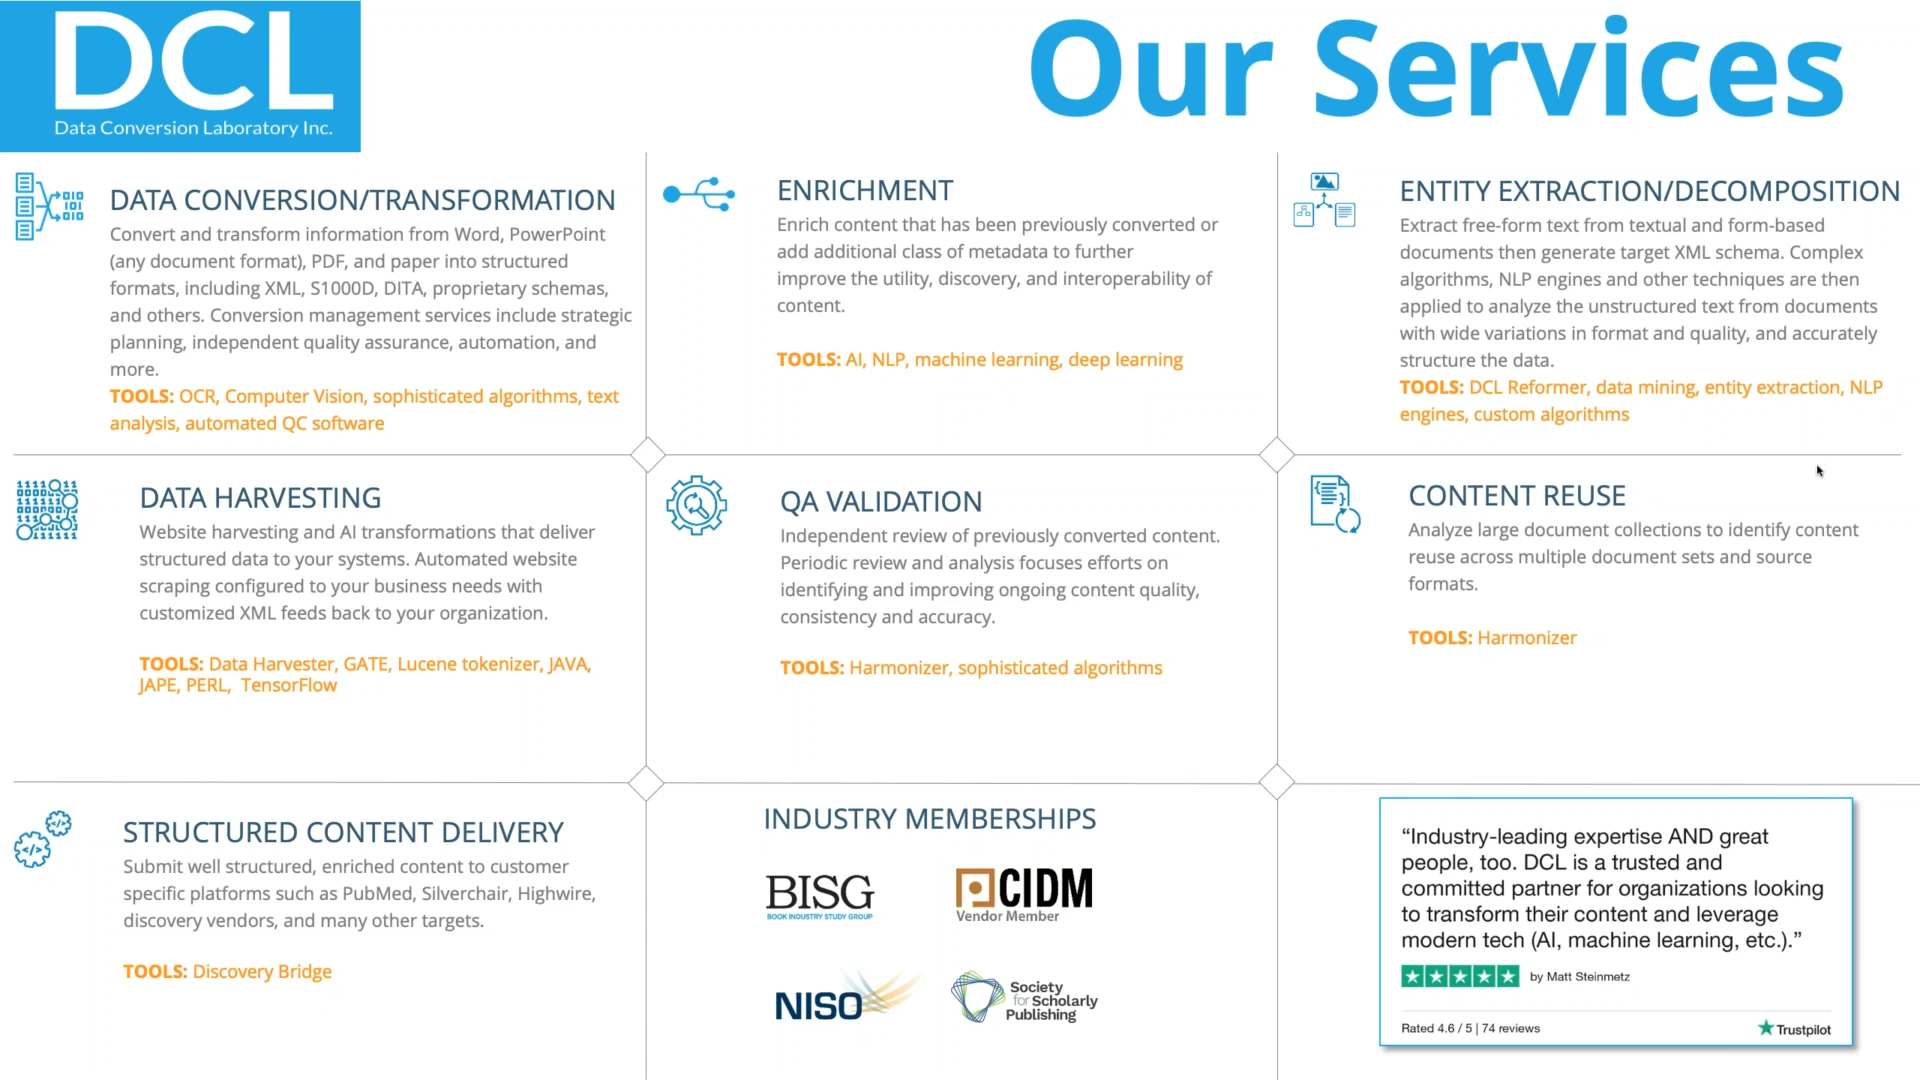 DCL
Data Conversion Laboratory Inc.
Our Services
DATA CONVERSION/TRANSFORMATION
Convert and transform information from Word, PowerPoint
(any document format), PDF, and paper into structured
formats, including XML, S1000D, DITA, proprietary schemas,
and others. Conversion management services include strategic
planning, independent quality assurance, automation, and
more.
TOOLS: OCR, Computer Vision, sophisticated algorithms, text
analysis, automated QC software
ENRICHMENT
Enrich content that has been previously converted or
add additional class of metadata to further
improve the utility, discovery, and interoperability of
content.
TOOLS: AI, NLP, machine learning, deep learning
ENTITY EXTRACTION/DECOMPOSITION
Extract free-form text from textual and form-based
documents then generate target XML schema. Complex
algorithms, NLP engines and other techniques are then
applied to analyze the unstructured text from documents
with wide variations in format and quality, and accurately
structure the data.
TOOLS: DCL Reformer, data mining, entity extraction, NLP
engines, custom algorithms
DATA HARVESTING
Website harvesting and AI transformations that deliver
structured data to your systems. Automated website
scraping configured to your business needs with
customized XML feeds back to your organization.
TOOLS: Data Harvester, GATE, Lucene tokenizer, JAVA,
JAPE, PERL, TensorFlow
QA VALIDATION
Independent review of previously converted content.
Periodic review and analysis focuses efforts on
identifying and improving ongoing content quality,
consistency and accuracy.
TOOLS: Harmonizer, sophisticated algorithms
CONTENT REUSE
Analyze large document collections to identify content
reuse across multiple document sets and source
formats.
TOOLS: Harmonizer
STRUCTURED CONTENT DELIVERY
Submit well structured, enriched content to customer
specific platforms such as PubMed, Silverchair, Highwire,
discovery vendors, and many other targets.
TOOLS: Discovery Bridge
INDUSTRY MEMBERSHIPS
BISG
BOOK INDUSTRY STUDY GROUP
CIDM
Vendor Member
NISO
Society
for Scholarly
Publishing
“Industry-leading expertise AND great
people, too. DCL is a trusted and
committed partner for organizations looking
to transform their content and leverage
modern tech (AI, machine learning, etc.).”
by Matt Steinmetz
Rated 4.6 / 5 | 74 reviews
Trustpilot